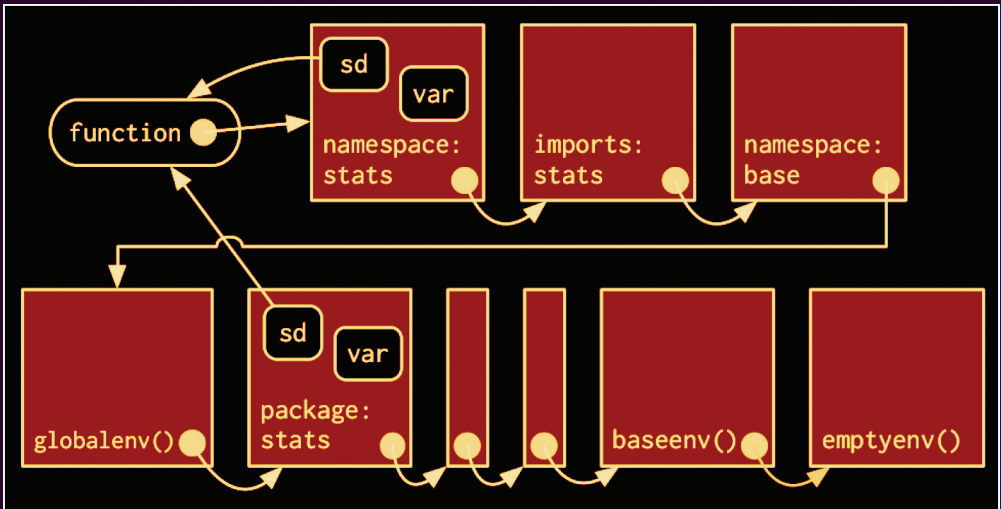 sd
var
function
namespace:
stats
imports:
stats
namespace:
base
sd
var
globalenv()
package:
stats
baseenv()
emptyenv()